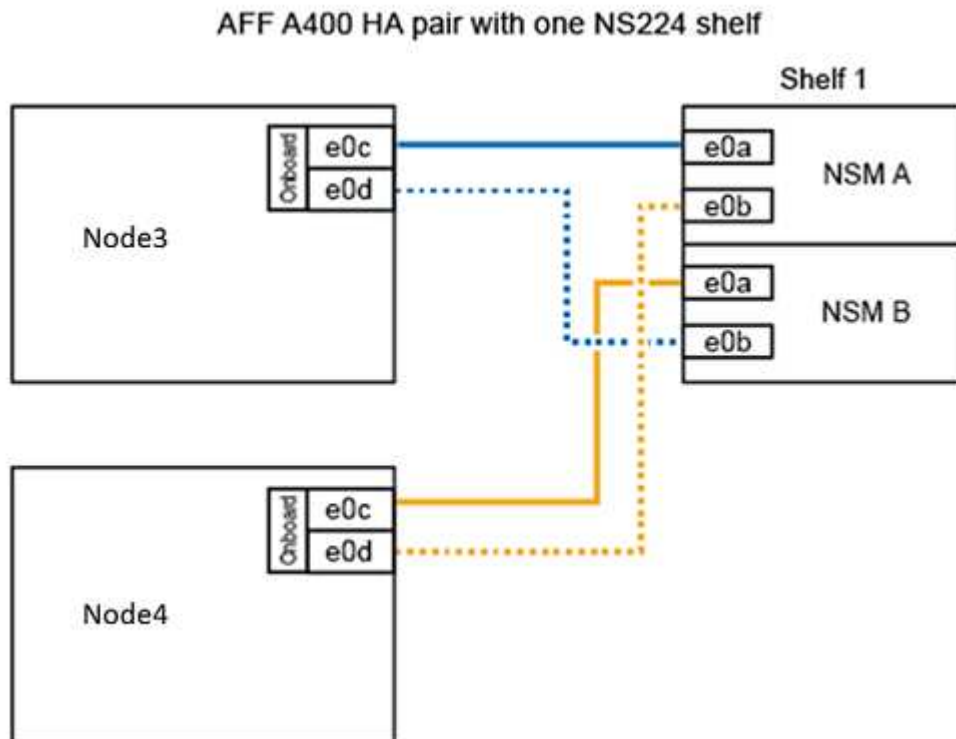 AFF A400 HA pair with one NS224 shelf
Shelf 1
Onboard
e0c
e0d
Node3
e0a
e0b
NSM A
e0a
e0b
NSM B
Onboard
e0c
e0d
Node4